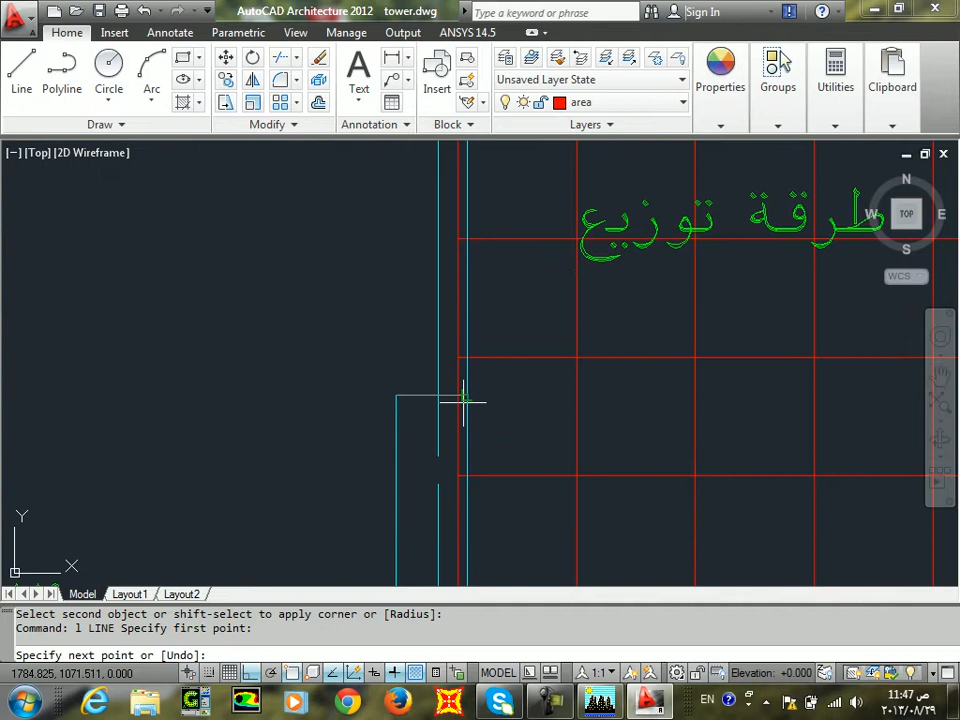 AutoCAD Architecture 2012 tower.dwg
Type a keyword or phrase
Sign In
Home Insert Annotate Parametric View Manage Output ANSYS 14.5
Line Polyline Circle Arc
Text
Insert
Unsaved Layer State
area
Properties Groups Utilities Clipboard
Draw Modify Annotation Block Layers
[−] [Top] [2D Wireframe]
N
W TOP E
S
WCS
طرقة توزيع
Y
X
Model Layout1 Layout2
Select second object or shift-select to apply corner or [Radius]:
Command: l LINE Specify first point:
Specify next point or [Undo]:
1784.825, 1071.511, 0.000
MODEL
1:1
Elevation: +0.000
EN
11:47 ص
٢٠١٣/٠٨/٢٩